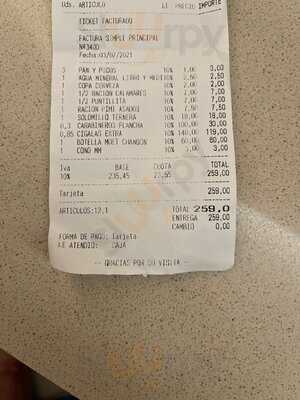 Uds. ARTICULO PRECIO IMPORTE
TICKET FACTURADO
FACTURA SIMPL PRINCIPAL
Fecha:03/07/2021
3 PAN Y PICOS 10% 1,00 3,00
1 AGUA MINERAL LITRO Y MEDI 10% 2,50 2,50
1 COPA CERVEZA 10% 2,00 2,00
1 1/2 RACION CALAMARES 10% 7,00 7,00
1 1/2 PUNTILLITA 10% 7,00 7,00
1 RACION PIMI ASADOS 10% 7,50 7,50
1 SOLOMILLO TERNERA 10% 18,00 18,00
0,3 CARABINEROS PLANCHA 10% 100,00 30,00
0,85 CIGALAS EXTRA 10% 140,00 119,00
1 BOTELLA MOET CHANDON 10% 60,00 60,00
1 10% 3,00 3,00
Iva BASE CUOTA TOTAL
10% 235,45 23,55 259,00
Tarjeta 259,00
ARTICULOS:12,1 TOTAL 259,0
ENTREGA 259,00
CAMBIO 0,00
FORMA DE PAGO: Tarjeta
LE ATENDIO: CAJA
-- GRACIAS POR SU VISITA --